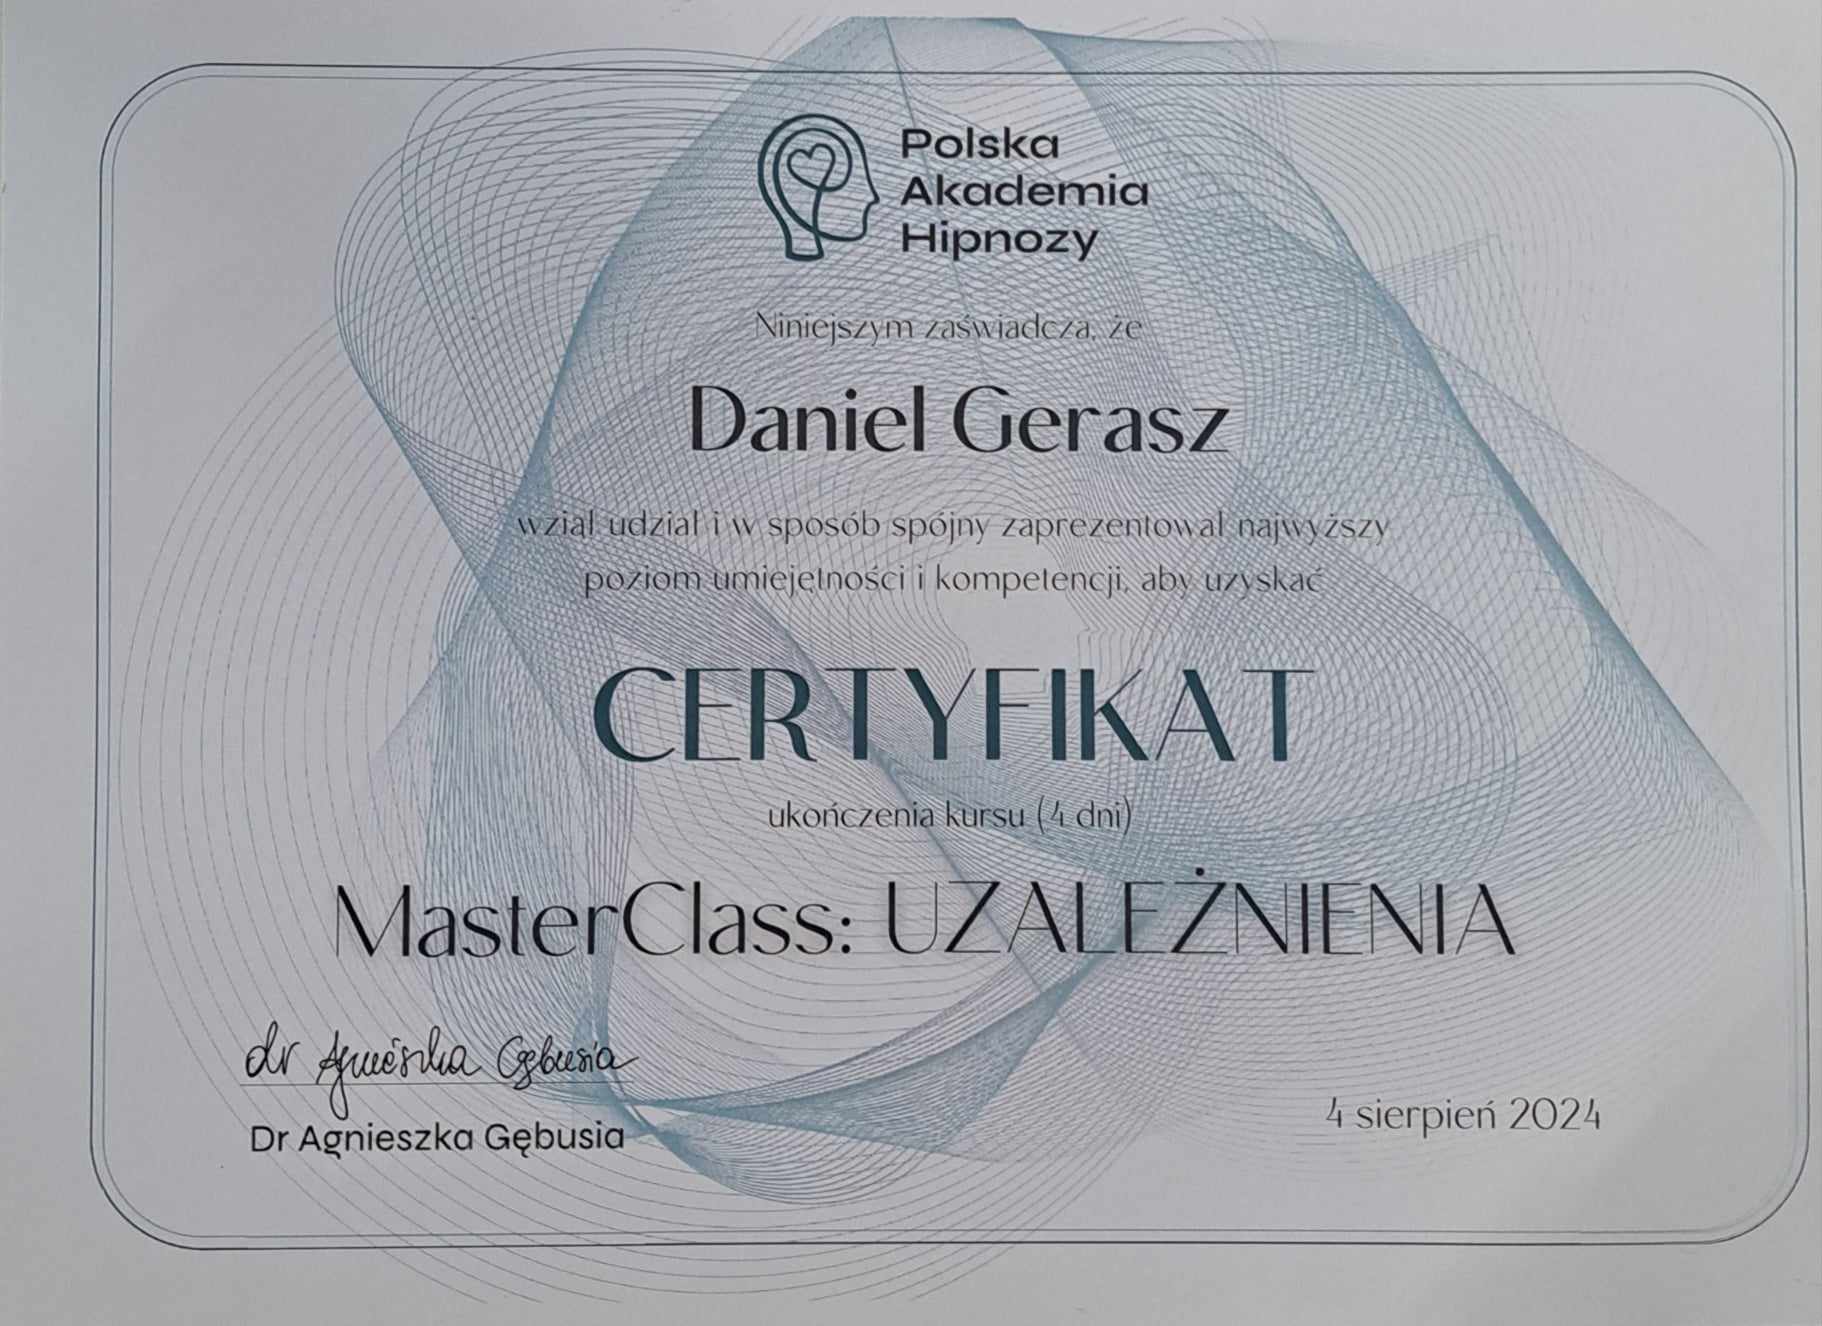 Polska
Akademia
Hipnozy
Niniejszym zaświadcza, że
Daniel Gerasz
wziął udział i w sposób spójny zaprezentował najwyższy
poziom umiejętności i kompetencji, aby uzyskać
CERTYFIKAT
ukończenia kursu (4 dni)
MasterClass: UZALEŻNIENIA
dr Agnieszka Gębusia
Dr Agnieszka Gębusia
4 sierpień 2024